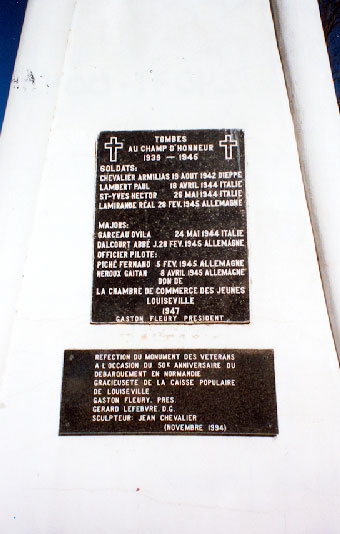 TOMBES
AU CHAMP D'HONNEUR
1939 — 1945
SOLDATS:
CHEVALIER ARMILIAS 19 AOUT 1942 DIEPPE
LAMBERT PAUL 18 AVRIL 1944 ITALIE
ST-YVES HECTOR 26 MAI 1944 ITALIE
LAMIRANDE RÉAL 28 FEV. 1945 ALLEMAGNE
MAJORS:
GARCEAU OVILA 24 MAI 1944 ITALIE
DALCOURT ABBÉ J. 28 FEV. 1945 ALLEMAGNE
OFFICIER PILOTE:
PICHÉ FERNAND 5 FEV. 1945 ALLEMAGNE
HEROUX GAITAN 8 AVRIL 1945 ALLEMAGNE
DON DE
LA CHAMBRE DE COMMERCE DES JEUNES
LOUISEVILLE
1947
GASTON FLEURY PRESIDENT
REFECTION DU MONUMENT DES VETERANS
A L'OCCASION DU 50E ANNIVERSAIRE DU
DEBARQUEMENT EN NORMANDIE
GRACIEUSETE DE LA CAISSE POPULAIRE
DE LOUISEVILLE
GASTON FLEURY, PRES.
GERARD LEFEBVRE D.G.
SCULPTEUR: JEAN CHEVALIER
(NOVEMBRE 1994)